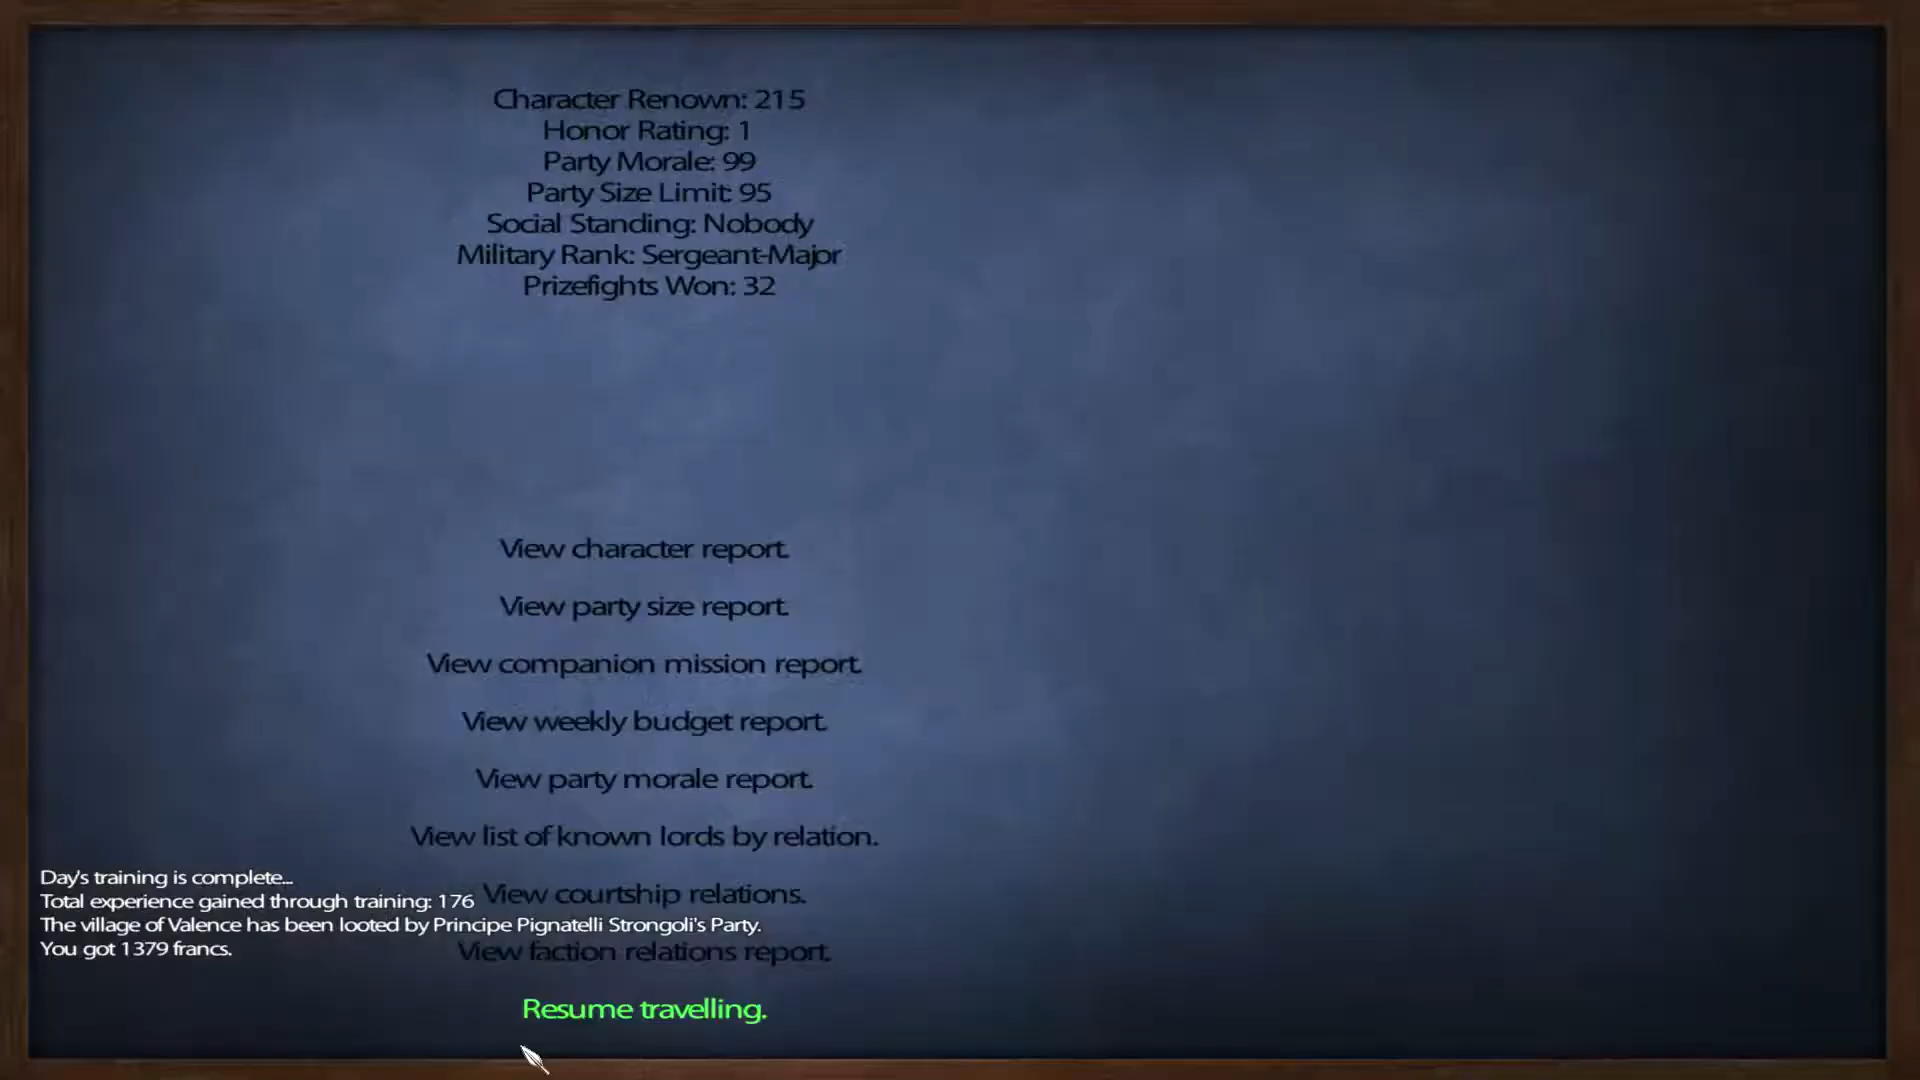 Character Renown: 215
Honor Rating: 1
Party Morale: 99
Party Size Limit: 95
Social Standing: Nobody
Military Rank: Sergeant-Major
Prizefights Won: 32
View character report.
View party size report.
View companion mission report.
View weekly budget report.
View party morale report.
View list of known lords by relation.
View courtship relations.
View faction relations report.
Resume travelling.
Day's training is complete...
Total experience gained through training: 176
The village of Valence has been looted by Principe Pignatelli Strongoli's Party.
You got 1379 francs.